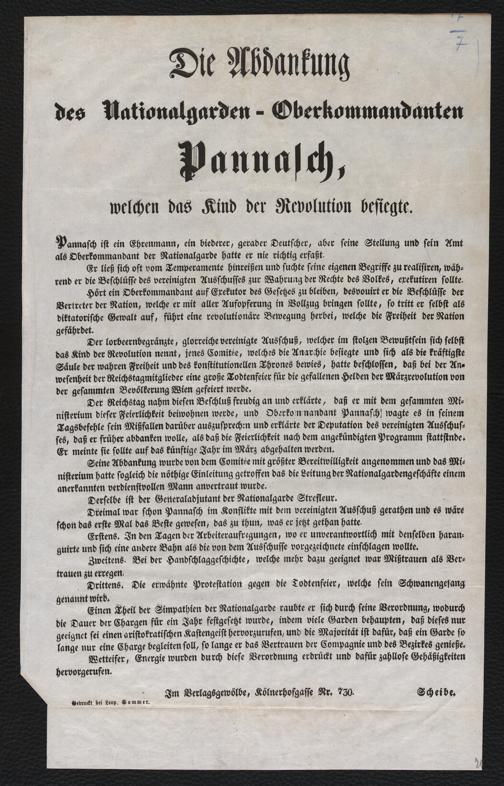 7
Die Abdankung
des Nationalgarden-Oberkommandanten
Pannasch,
welchen das Kind der Revolution besiegte.
Pannasch ist ein Ehrenmann, ein biederer, gerader Deutscher, aber seine Stellung und sein Amt
als Oberkommandant der Nationalgarde hatte er nie richtig erfaßt.
Er ließ sich oft vom Temperamente hinreißen und suchte seine eigenen Begriffe zu realisiren, wäh-
rend er die Beschlüsse des vereinigten Ausschusses zur Wahrung der Rechte des Volkes, exekutiren sollte.
Hört ein Oberkommandant auf Exekutor des Gesetzes zu bleiben, desvouirt er die Beschlüsse der
Vertreter der Nation, welche er mit aller Aufopferung in Vollzug bringen sollte, so tritt er selbst als
diktatorische Gewalt auf, führt eine revolutionäre Bewegung herbei, welche die Freiheit der Nation
gefährdet.
Der lorbeerbegränzte, glorreiche vereinigte Ausschuß, welcher im stolzen Bewußtsein sich selbst
das Kind der Revolution nennt, jenes Comitie, welches die Anarchie besiegte und sich als die kräftigste
Säule der wahren Freiheit und des konstitutionellen Thrones bewies, hatte beschlossen, daß bei der An-
wesenheit der Reichstagmitglieder eine große Todtenfeier für die gefallenen Helden der Märzrevolution von
der gesammten Bevölkerung Wien gefeiert werde.
Der Reichstag nahm diesen Beschluß freudig an und erklärte, daß er mit dem gesammten Mi-
nisterium dieser Feierlichkeit beiwohnen werde, und Oberkommandant Pannasch wagte es in seinem
Tagsbefehle sein Mißfallen darüber auszusprechen und erklärte der Deputation des vereinigten Ausschus-
ses, daß er früher abdanken wolle, als daß die Feierlichkeit nach dem angekündigten Programm stattfinde.
Er meinte sie sollte auf das künftige Jahr im März abgehalten werden.
Seine Abdankung wurde von dem Comitie mit größter Bereitwilligkeit angenommen und das Mi-
nisterium hatte sogleich die nöthige Einleitung getroffen das die Leitung der Nationalgardengeschäfte einem
anerkannten verdienstvollen Mann anvertraut wurde.
Derselbe ist der Generaladjutant der Nationalgarde Streffleur.
Dreimal war schon Pannasch im Konflikte mit dem vereinigten Ausschuß gerathen und es wäre
schon das erste Mal das Beste gewesen, das zu thun, was er jetzt gethan hatte.
Erstens. In den Tagen der Arbeiteraufregungen, wo er unverantwortlich mit denselben haran-
guirte und sich eine andere Bahn als die von dem Ausschusse vorgezeichnete einschlagen wollte.
Zweitens. Bei der Handschlaggeschichte, welche mehr dazu geeignet war Mißtrauen als Ver-
trauen zu erregen.
Drittens. Die erwähnte Protestation gegen die Todtenfeier, welche sein Schwanengesang
genannt wird.
Einen Theil der Simpathien der Nationalgarde raubte er sich durch seine Verordnung, wodurch
die Dauer der Chargen für ein Jahr festgesetzt wurde, indem viele Garden behaupten, daß dieses nur
geeignet sei einen aristokratischen Kastengeist hervorzurufen, und die Majorität ist dafür, daß ein Garde so
lange nur eine Charge begleiten soll, so lange er das Vertrauen der Compagnie und des Bezirkes genieße.
Wetteifer, Energie wurden durch diese Verordnung erdrückt und dafür zahllose Gehäßigkeiten
hervorgerufen.
Im Verlagsgewölbe, Kölnerhofgasse Nr. 730.
Scheibe.
Gedruckt bei Leop. Sommer.